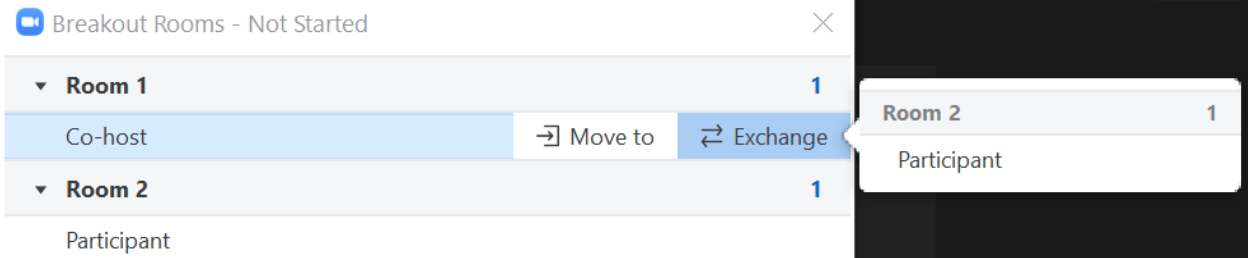 Breakout Rooms - Not Started
Room 1 1
Co-host Move to Exchange
Room 2 1
Participant
Room 2 1
Participant